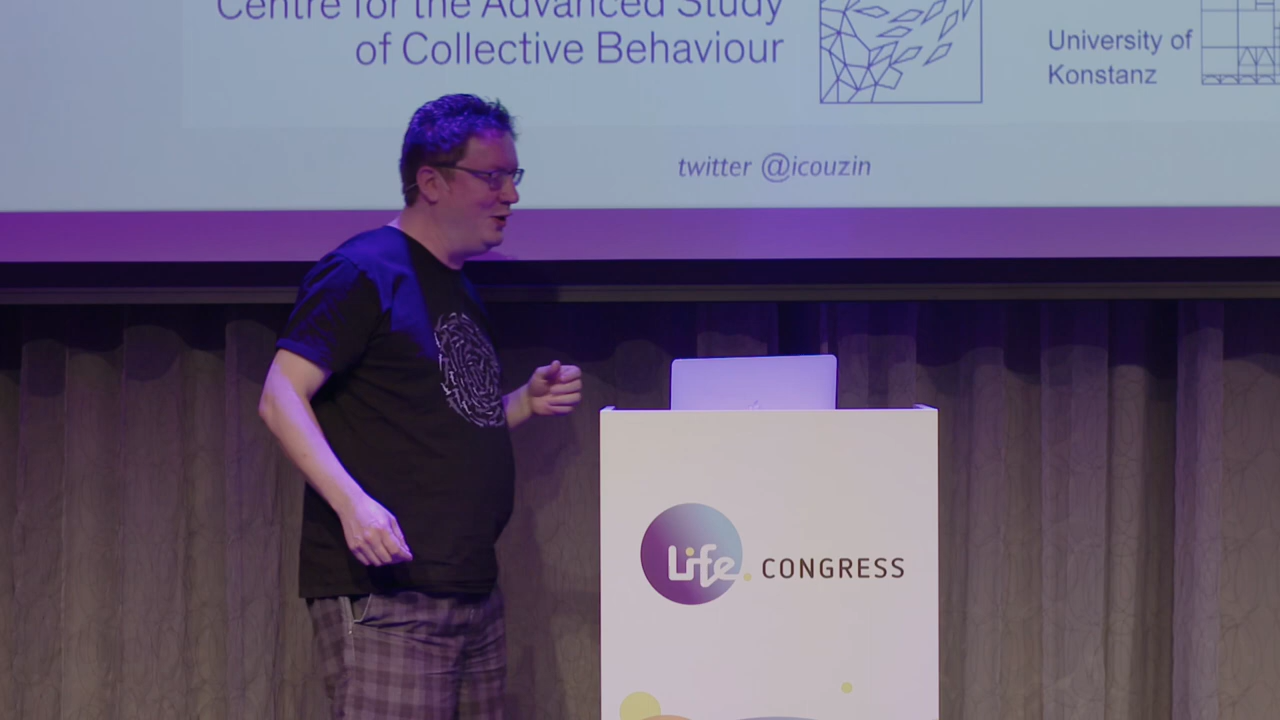 Centre for the Advanced Study
of Collective Behaviour
University of
Konstanz
twitter @icouzin
Life.
CONGRESS